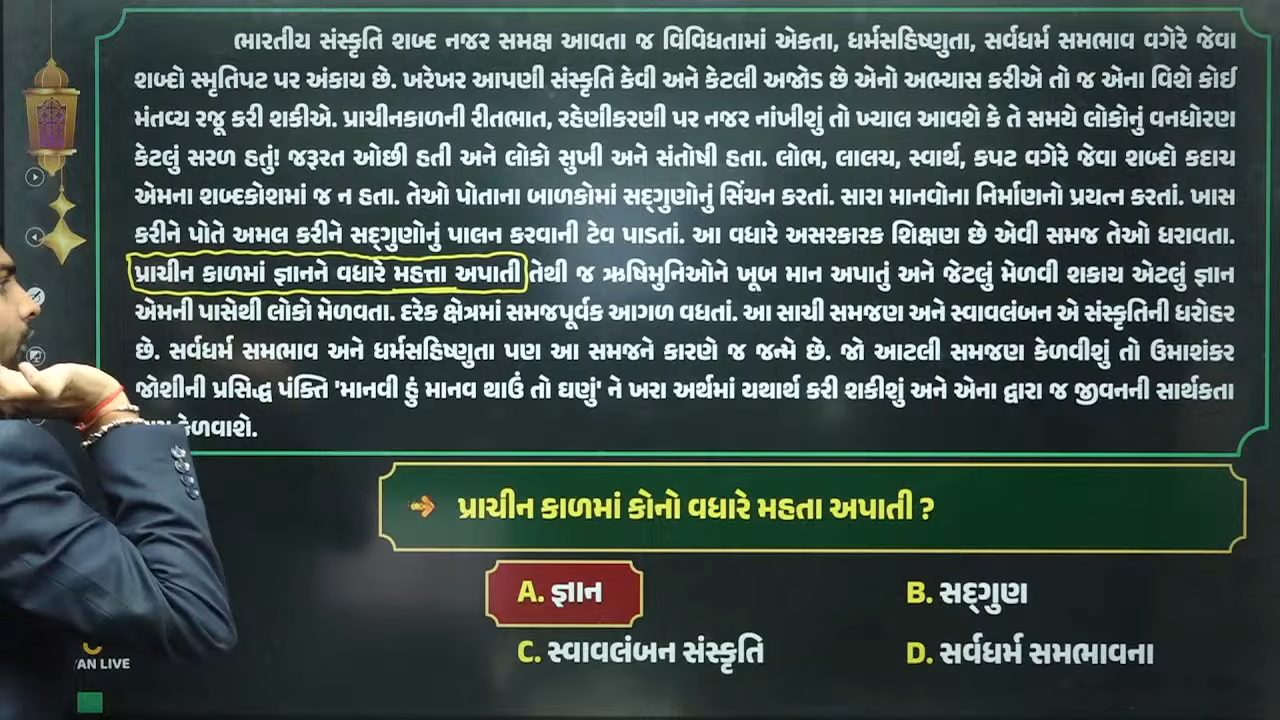 ભારતીય સંસ્કૃતિ શબ્દ નજર સમક્ષ આવતા જ વિવિધતામાં એકતા, ધર્મસહિષ્ણુતા, સર્વધર્મ સમભાવ વગેરે જેવા
શબ્દો સ્મૃતિપટ પર અંકાય છે. ખરેખર આપણી સંસ્કૃતિ કેવી અને કેટલી અજોડ છે એનો અભ્યાસ કરીએ તો જ એના વિશે કોઈ
મંતવ્ય રજૂ કરી શકીએ. પ્રાચીનકાળની રીતભાત, રહેણીકરણી પર નજર નાંખીશું તો ખ્યાલ આવશે કે તે સમયે લોકોનું વનધોરણ
કેટલું સરળ હતું! જરૂરત ઓછી હતી અને લોકો સુખી અને સંતોષી હતા. લોભ, લાલચ, સ્વાર્થ, કપટ વગેરે જેવા શબ્દો કદાચ
એમના શબ્દકોશમાં જ ન હતા. તેઓ પોતાના બાળકોમાં સદ્‌ગુણોનું સિંચન કરતાં. સારા માનવોના નિર્માણનો પ્રયત્ન કરતાં. ખાસ
કરીને પોતે અમલ કરીને સદ્‌ગુણોનું પાલન કરવાની ટેવ પાડતાં. આ વધારે અસરકારક શિક્ષણ છે એવી સમજ તેઓ ધરાવતા.
પ્રાચીન કાળમાં જ્ઞાનને વધારે મહત્તા અપાતી તેથી જ ઋષિમુનિઓને ખૂબ માન અપાતું અને જેટલું મેળવી શકાય એટલું જ્ઞાન
એમની પાસેથી લોકો મેળવતા. દરેક ક્ષેત્રમાં સમજપૂર્વક આગળ વધતાં. આ સાચી સમજણ અને સ્વાવલંબન એ સંસ્કૃતિની ધરોહર
છે. સર્વધર્મ સમભાવ અને ધર્મસહિષ્ણુતા પણ આ સમજને કારણે જ જન્મે છે. જો આટલી સમજણ કેળવીશું તો ઉમાશંકર
જોશીની પ્રસિદ્ધ પંક્તિ 'માનવી હું માનવ થાઉં તો ઘણું' ને ખરા અર્થમાં યથાર્થ કરી શકીશું અને એના દ્વારા જ જીવનની સાર્થકતા
કેળવાશે.
પ્રાચીન કાળમાં કોનો વધારે મહતા અપાતી ?
A. જ્ઞાન
B. સદ્‌ગુણ
C. સ્વાવલંબન સંસ્કૃતિ
D. સર્વધર્મ સમભાવના
LIVE